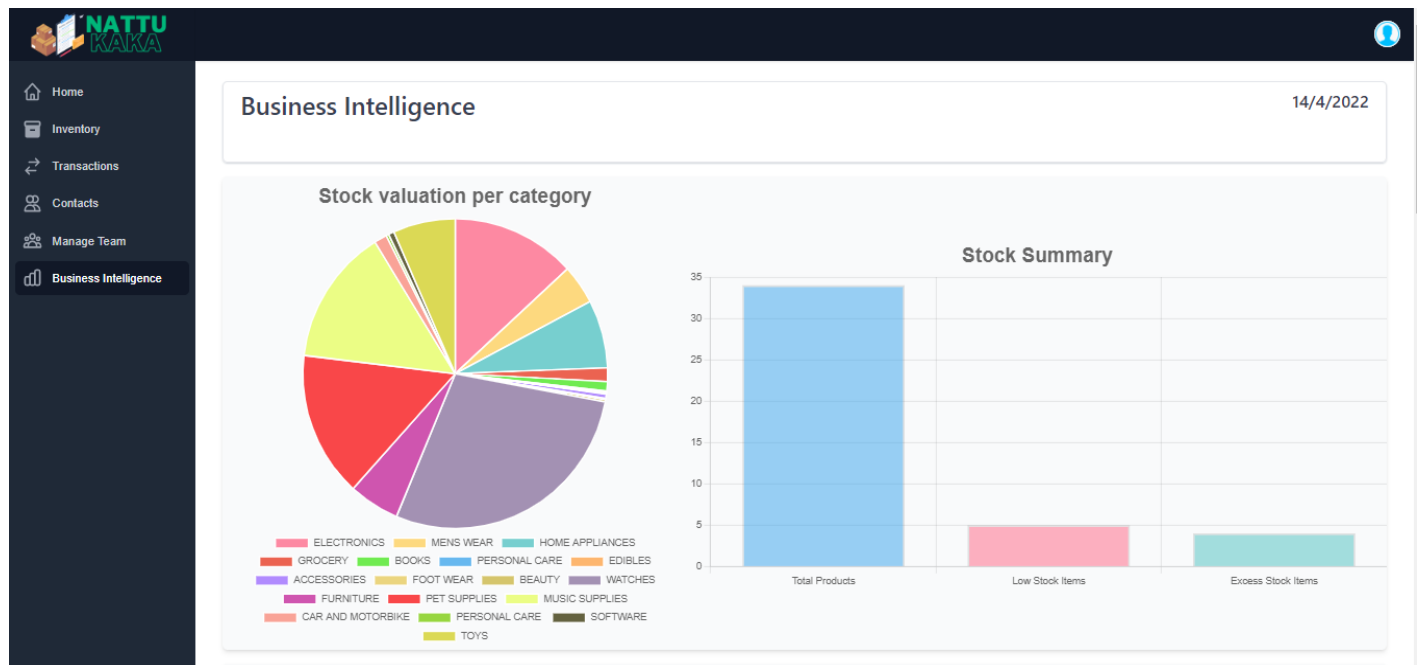 NATTU
KAKA
Home
Inventory
Transactions
Contacts
Manage Team
Business Intelligence
Business Intelligence
14/4/2022
Stock valuation per category
ELECTRONICS MENS WEAR HOME APPLIANCES
GROCERY BOOKS PERSONAL CARE EDIBLES
ACCESSORIES FOOT WEAR BEAUTY WATCHES
FURNITURE PET SUPPLIES MUSIC SUPPLIES
CAR AND MOTORBIKE PERSONAL CARE SOFTWARE
TOYS
Stock Summary
35
30
25
20
15
10
5
0
Total Products Low Stock Items Excess Stock Items